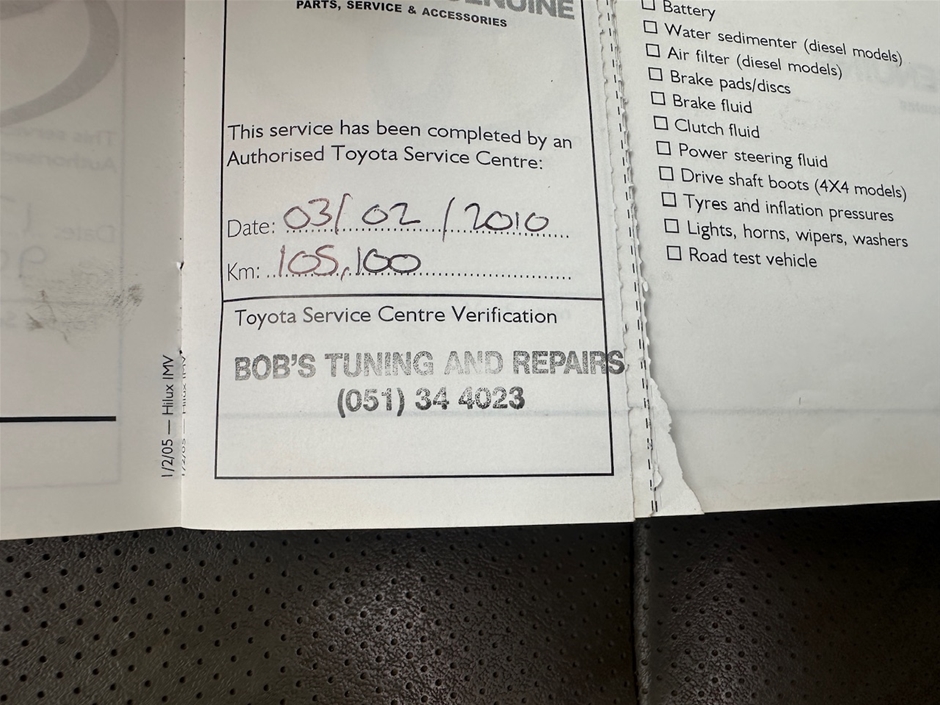 GENUINE
PARTS, SERVICE & ACCESSORIES
This service has been completed by an
Authorised Toyota Service Centre:
Date: 03/02/2010
Km: 105,100
Toyota Service Centre Verification
BOB'S TUNING AND REPAIRS
(051) 34 4023
1/2/05 — Hilux IMV
Battery
Water sedimenter (diesel models)
Air filter (diesel models)
Brake pads/discs
Brake fluid
Clutch fluid
Power steering fluid
Drive shaft boots (4X4 models)
Tyres and inflation pressures
Lights, horns, wipers, washers
Road test vehicle